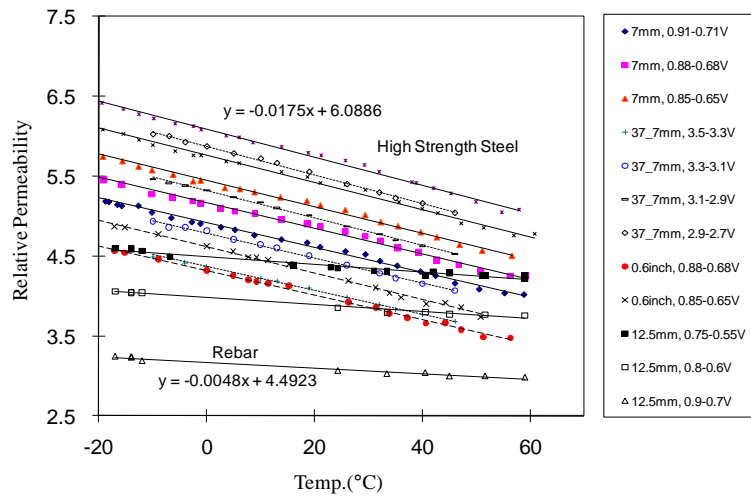 7.5
6.5
5.5
4.5
3.5
2.5
Relative Permeability
y = -0.0175x + 6.0886
High Strength Steel
Rebar
y = -0.0048x + 4.4923
-20
0
20
40
60
Temp.(°C)
7mm, 0.91-0.71V
7mm, 0.88-0.68V
7mm, 0.85-0.65V
37_7mm, 3.5-3.3V
37_7mm, 3.3-3.1V
37_7mm, 3.1-2.9V
37_7mm, 2.9-2.7V
0.6inch, 0.88-0.68V
0.6inch, 0.85-0.65V
12.5mm, 0.75-0.55V
12.5mm, 0.8-0.6V
12.5mm, 0.9-0.7V